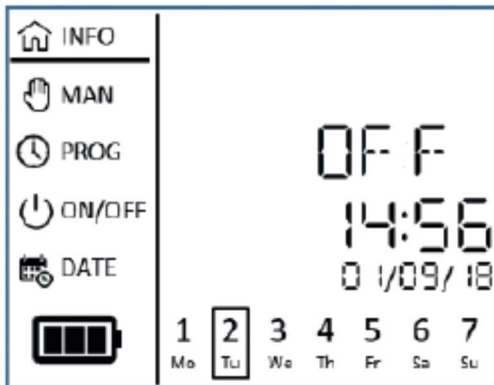 INFO
MAN
PROG
ON/OFF
DATE
OFF
14:56
01/09/18
1 2 3 4 5 6 7
Mo Tu We Th Fr Sa Su